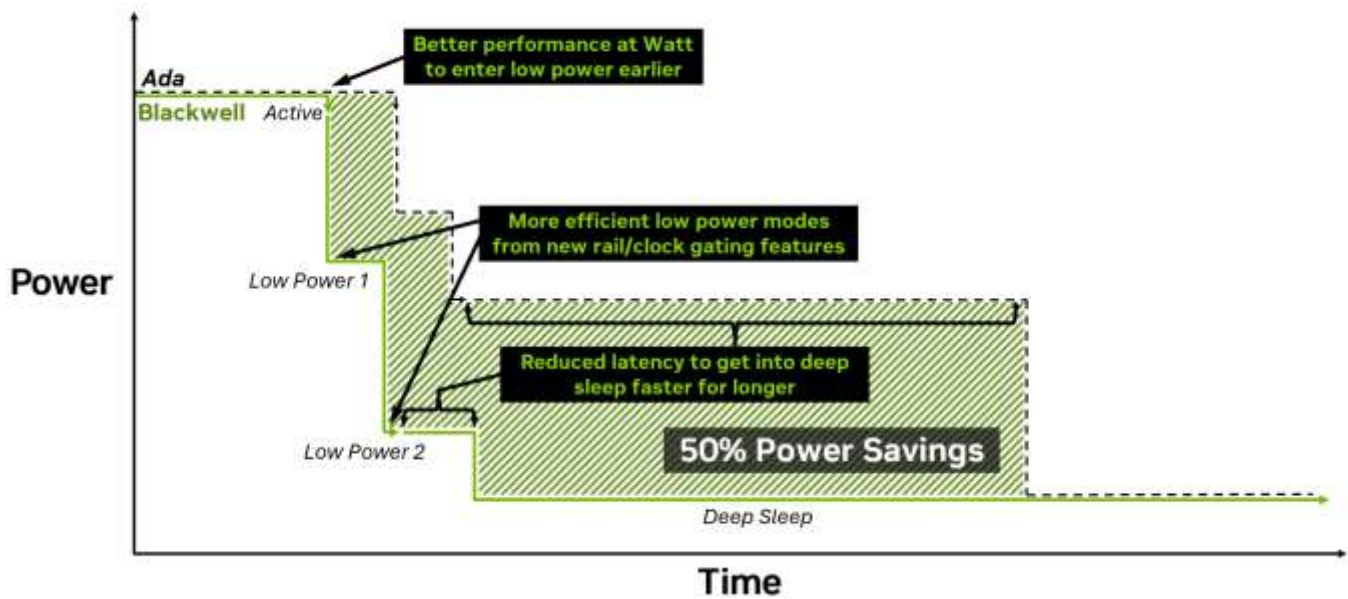 Better performance at Watt
to enter low power earlier
Ada
Blackwell
Active
More efficient low power modes
from new rail/clock gating features
Low Power 1
Power
Reduced latency to get into deep
sleep faster for longer
Low Power 2
50% Power Savings
Deep Sleep
Time